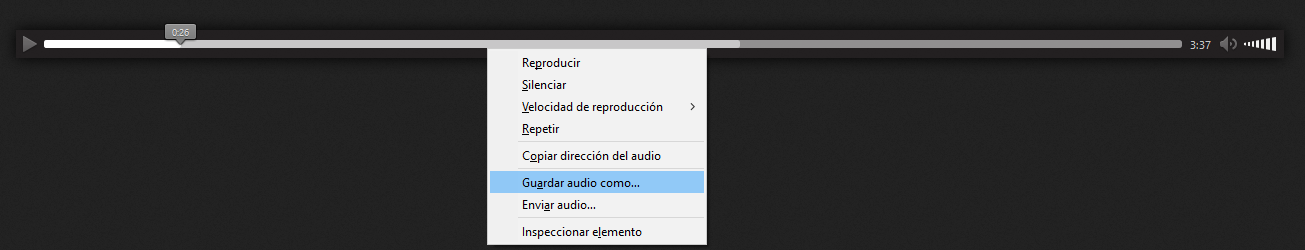 0:26
3:37
Reproducir
Silenciar
Velocidad de reproducción
Repetir
Copiar dirección del audio
Guardar audio como...
Enviar audio...
Inspeccionar elemento